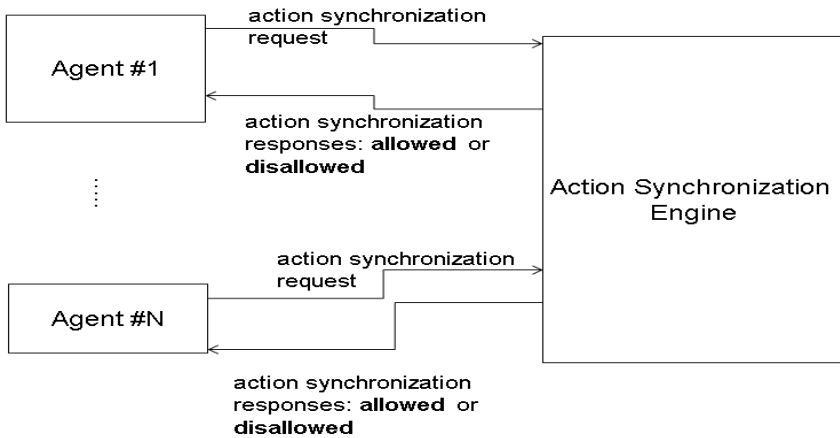 action synchronization
request
Agent #1
action synchronization
responses: allowed or
disallowed
Action Synchronization
Engine
action synchronization
request
Agent #N
action synchronization
responses: allowed or
disallowed